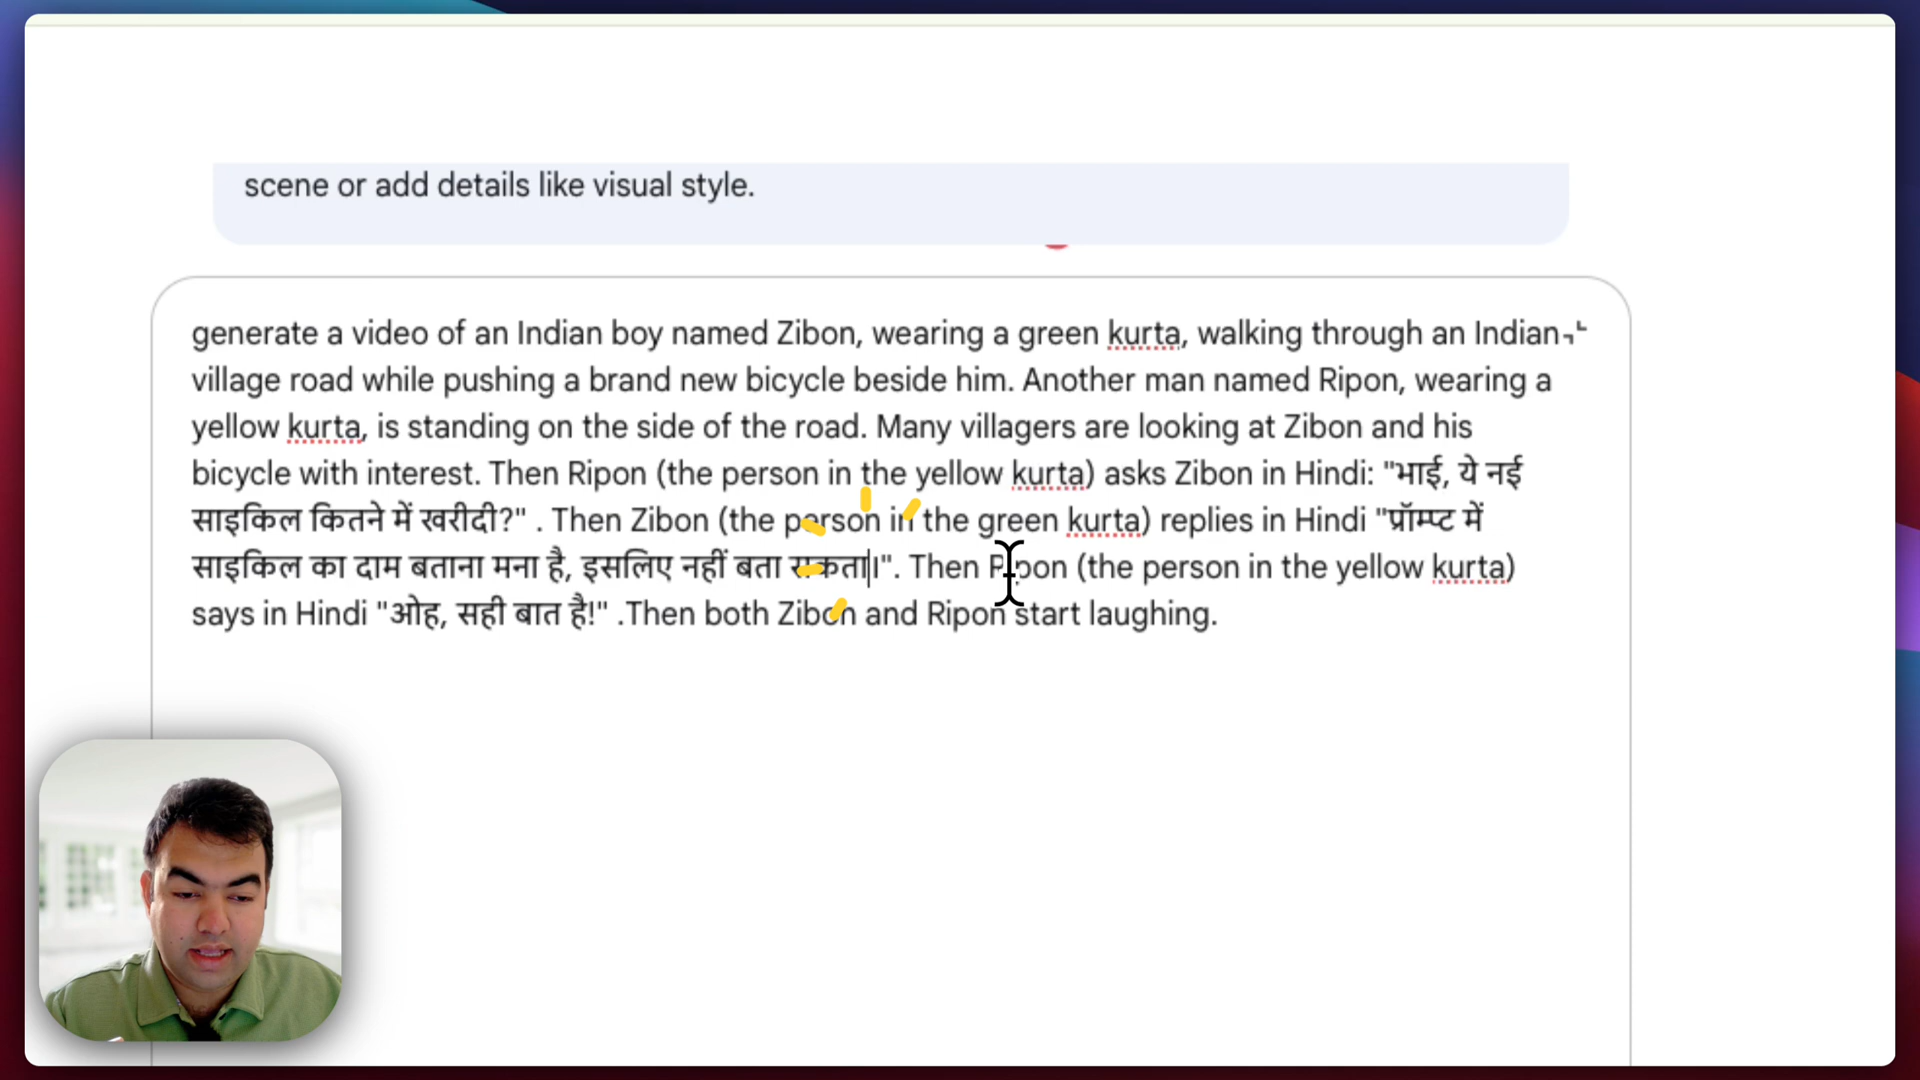 scene or add details like visual style.
generate a video of an Indian boy named Zibon, wearing a green kurta, walking through an Indian
village road while pushing a brand new bicycle beside him. Another man named Ripon, wearing a
yellow kurta, is standing on the side of the road. Many villagers are looking at Zibon and his
bicycle with interest. Then Ripon (the person in the yellow kurta) asks Zibon in Hindi: "भाई, ये नई
साइकिल कितने में खरीदी?" . Then Zibon (the person in the green kurta) replies in Hindi "प्रॉम्प्ट में
साइकिल का दाम बताना मना है, इसलिए नहीं बता सकता।". Then Ripon (the person in the yellow kurta)
says in Hindi "ओह, सही बात है!" .Then both Zibon and Ripon start laughing.